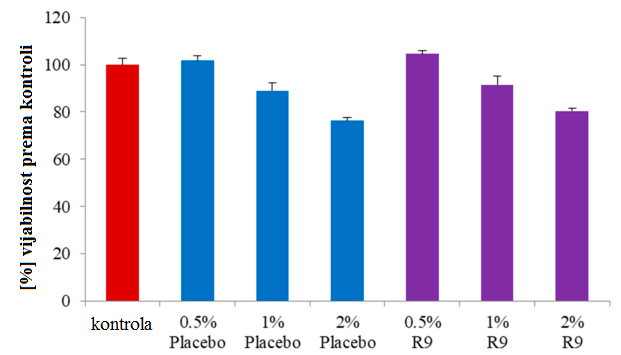 [%] vijabilnost prema kontroli
120
100
80
60
40
20
0
kontrola
0.5% Placebo
1% Placebo
2% Placebo
0.5% R9
1% R9
2% R9